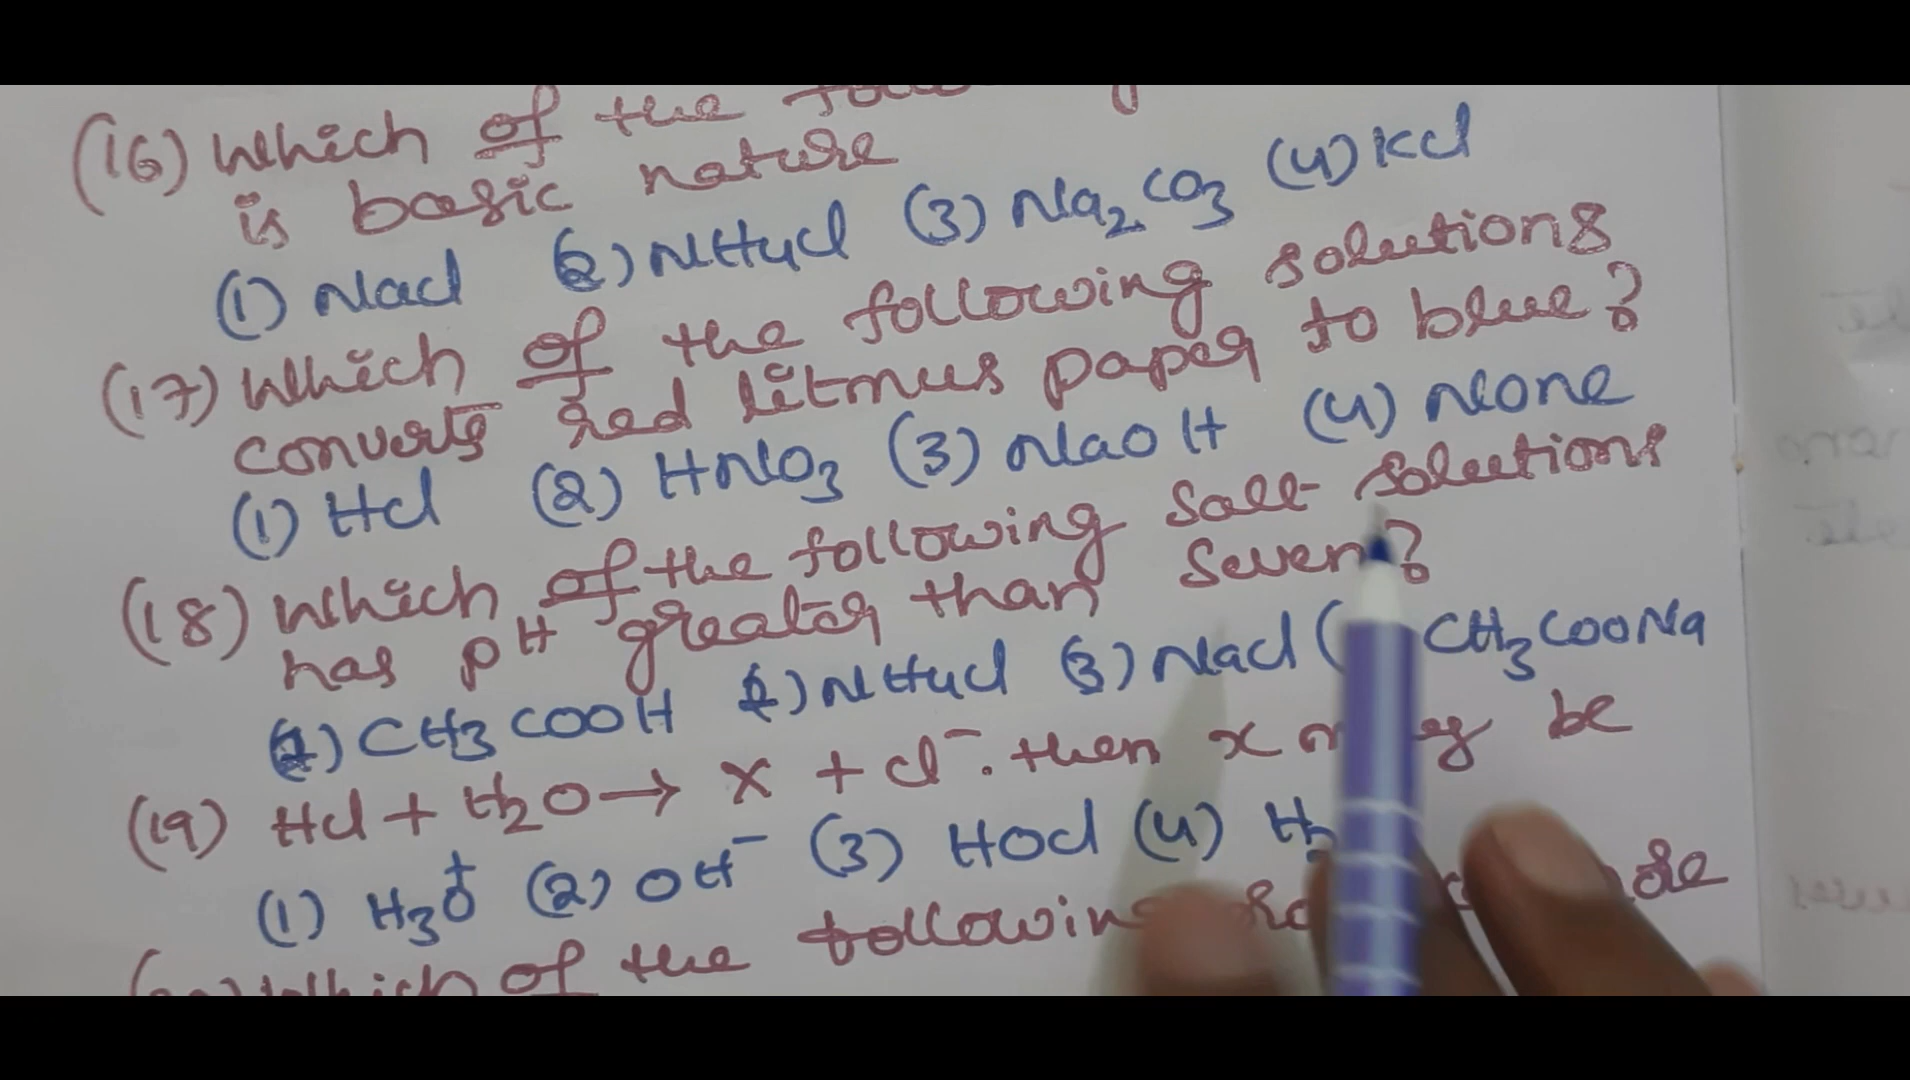 (16) Which of the
is basic nature
(1) Nacl (2) NH4cl (3) Na2CO3 (4) Kcl
(17) Which of the following solutions
converts red litmus paper to blue?
(1) Hcl (2) HNO3 (3) NaOH (4) None
(18) Which of the following salt solutions
has pH greater than seven?
(1) CH3COOH (2) NH4cl (3) Nacl ( CH3COONa
(19) Hcl + H2O → X + cl⁻. then x may be
(1) H3O⁺ (2) OH⁻ (3) HOcl (4)
Which of the following